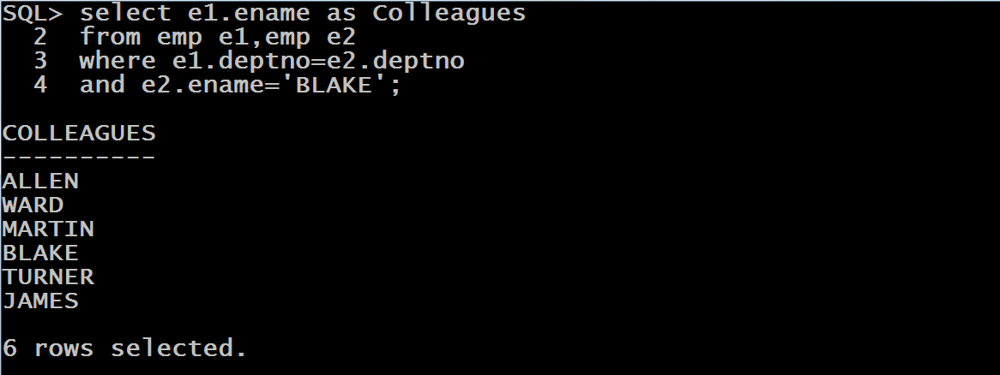 SQL> select e1.ename as Colleagues
  2  from emp e1,emp e2
  3  where e1.deptno=e2.deptno
  4  and e2.ename='BLAKE';

COLLEAGUES
----------
ALLEN
WARD
MARTIN
BLAKE
TURNER
JAMES

6 rows selected.